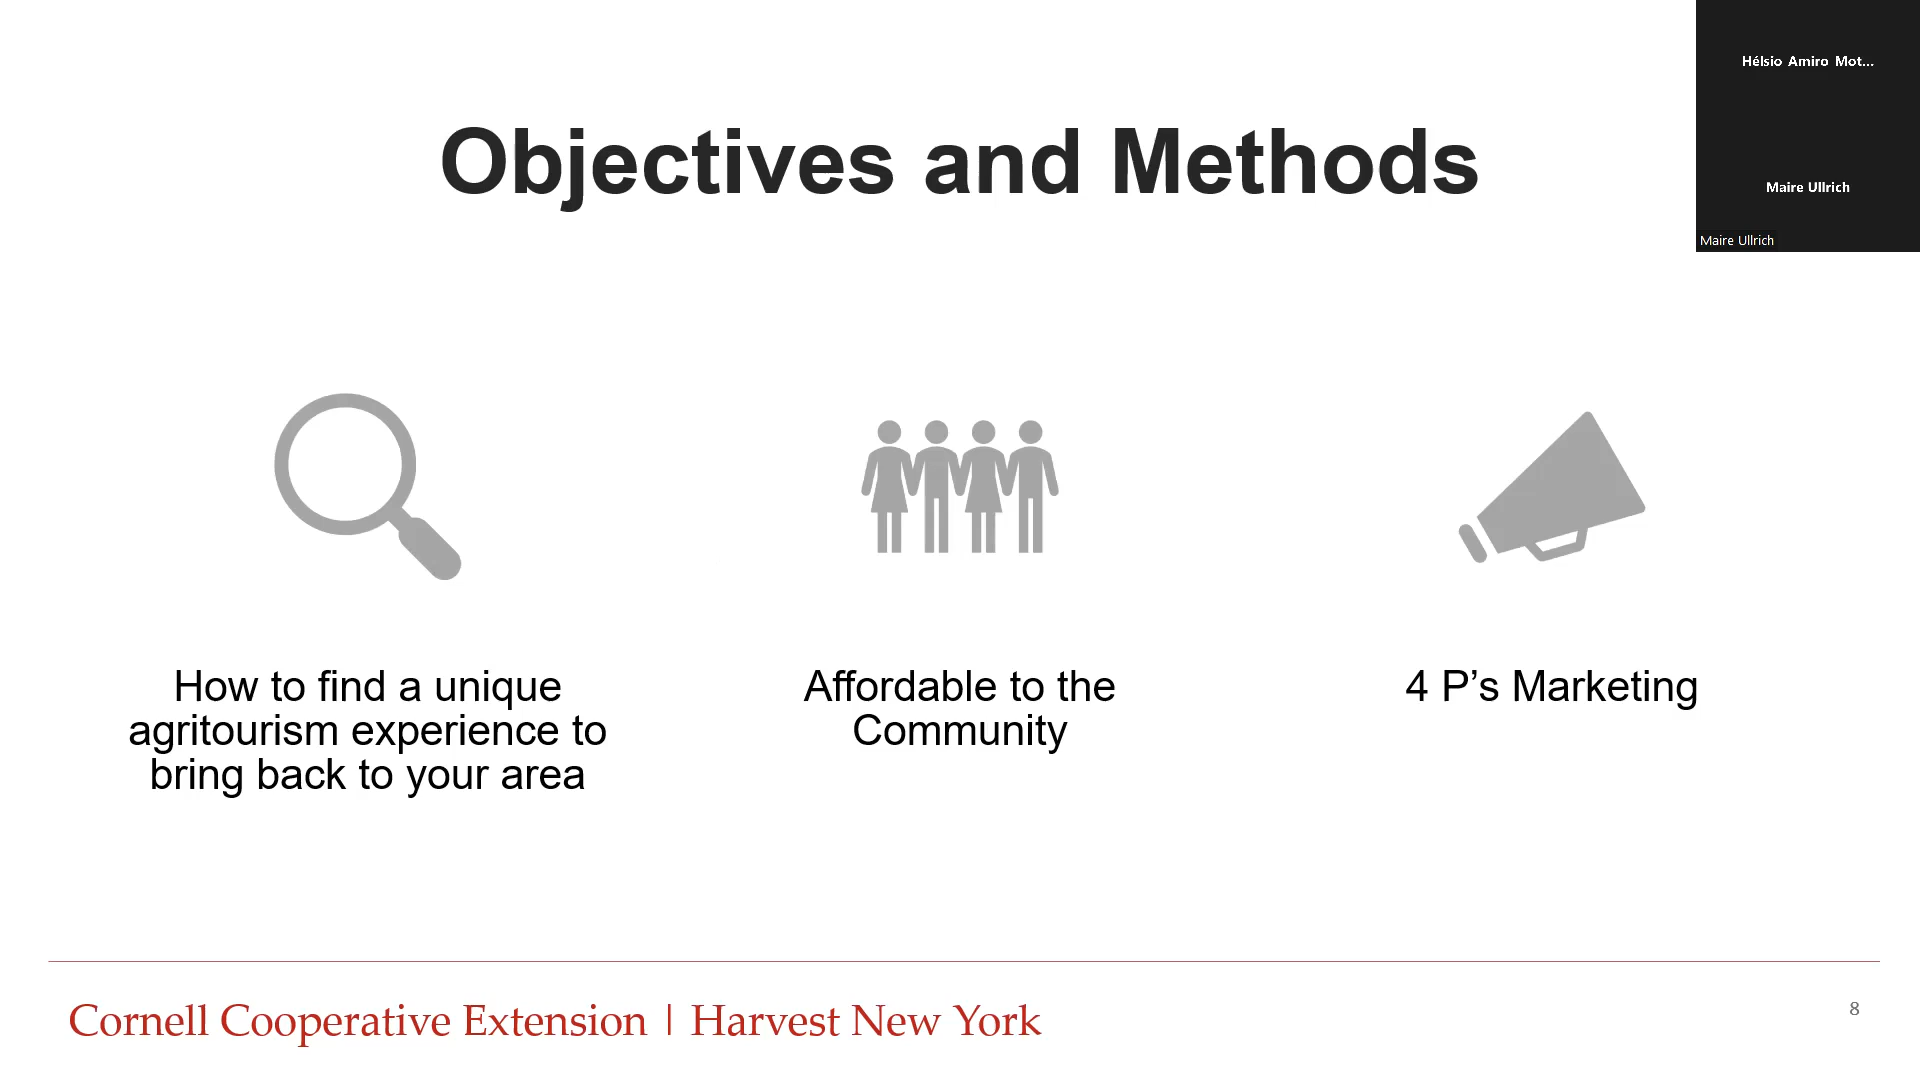 Hélsio Amiro Mot...
Maire Ullrich
Maire Ullrich
Objectives and Methods
How to find a unique
agritourism experience to
bring back to your area
Affordable to the
Community
4 P’s Marketing
Cornell Cooperative Extension | Harvest New York
8